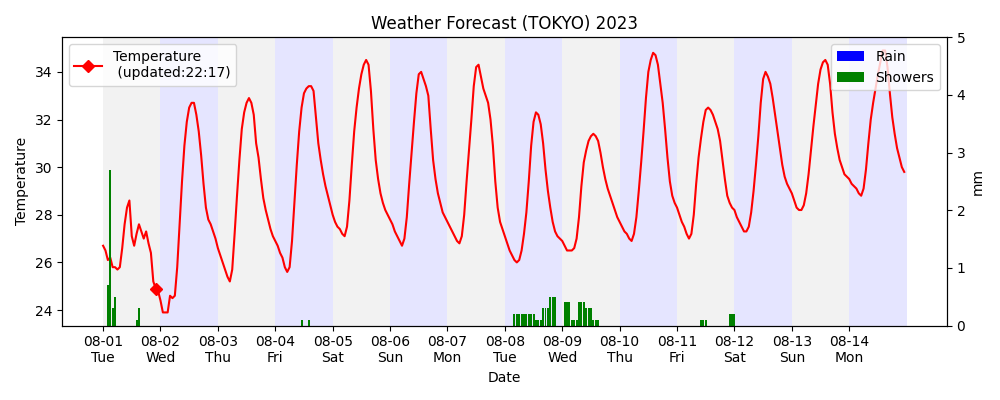 Weather Forecast (TOKYO) 2023
Temperature
(updated:22:17)
Rain
Showers
Temperature
34
32
30
28
26
24
5
4
3
2
1
0
mm
08-01 08-02 08-03 08-04 08-05 08-06 08-07 08-08 08-09 08-10 08-11 08-12 08-13 08-14
Tue Wed Thu Fri Sat Sun Mon Tue Wed Thu Fri Sat Sun Mon
Date